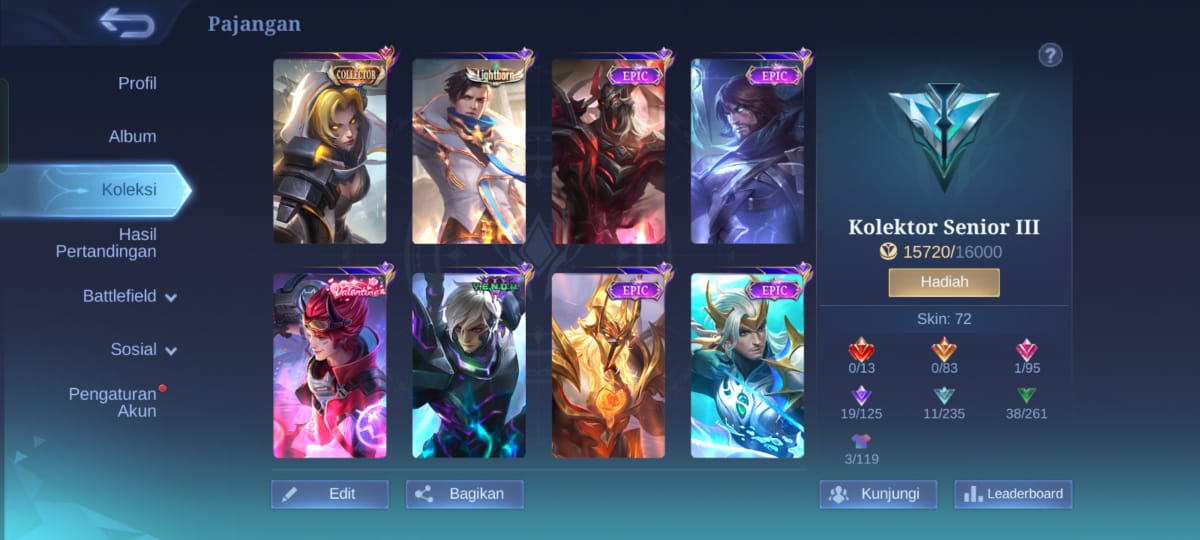 Pajangan
Profil
Album
Koleksi
Hasil
Pertandingan
Battlefield
Sosial
Pengaturan
Akun
COLLECTOR
Lightborn
EPIC
EPIC
Valentine
V.E.N.O.M
EPIC
EPIC
Edit
Bagikan
?
Kolektor Senior III
15720/16000
Hadiah
Skin: 72
0/13
0/83
1/95
19/125
11/235
38/261
3/119
Kunjungi
Leaderboard